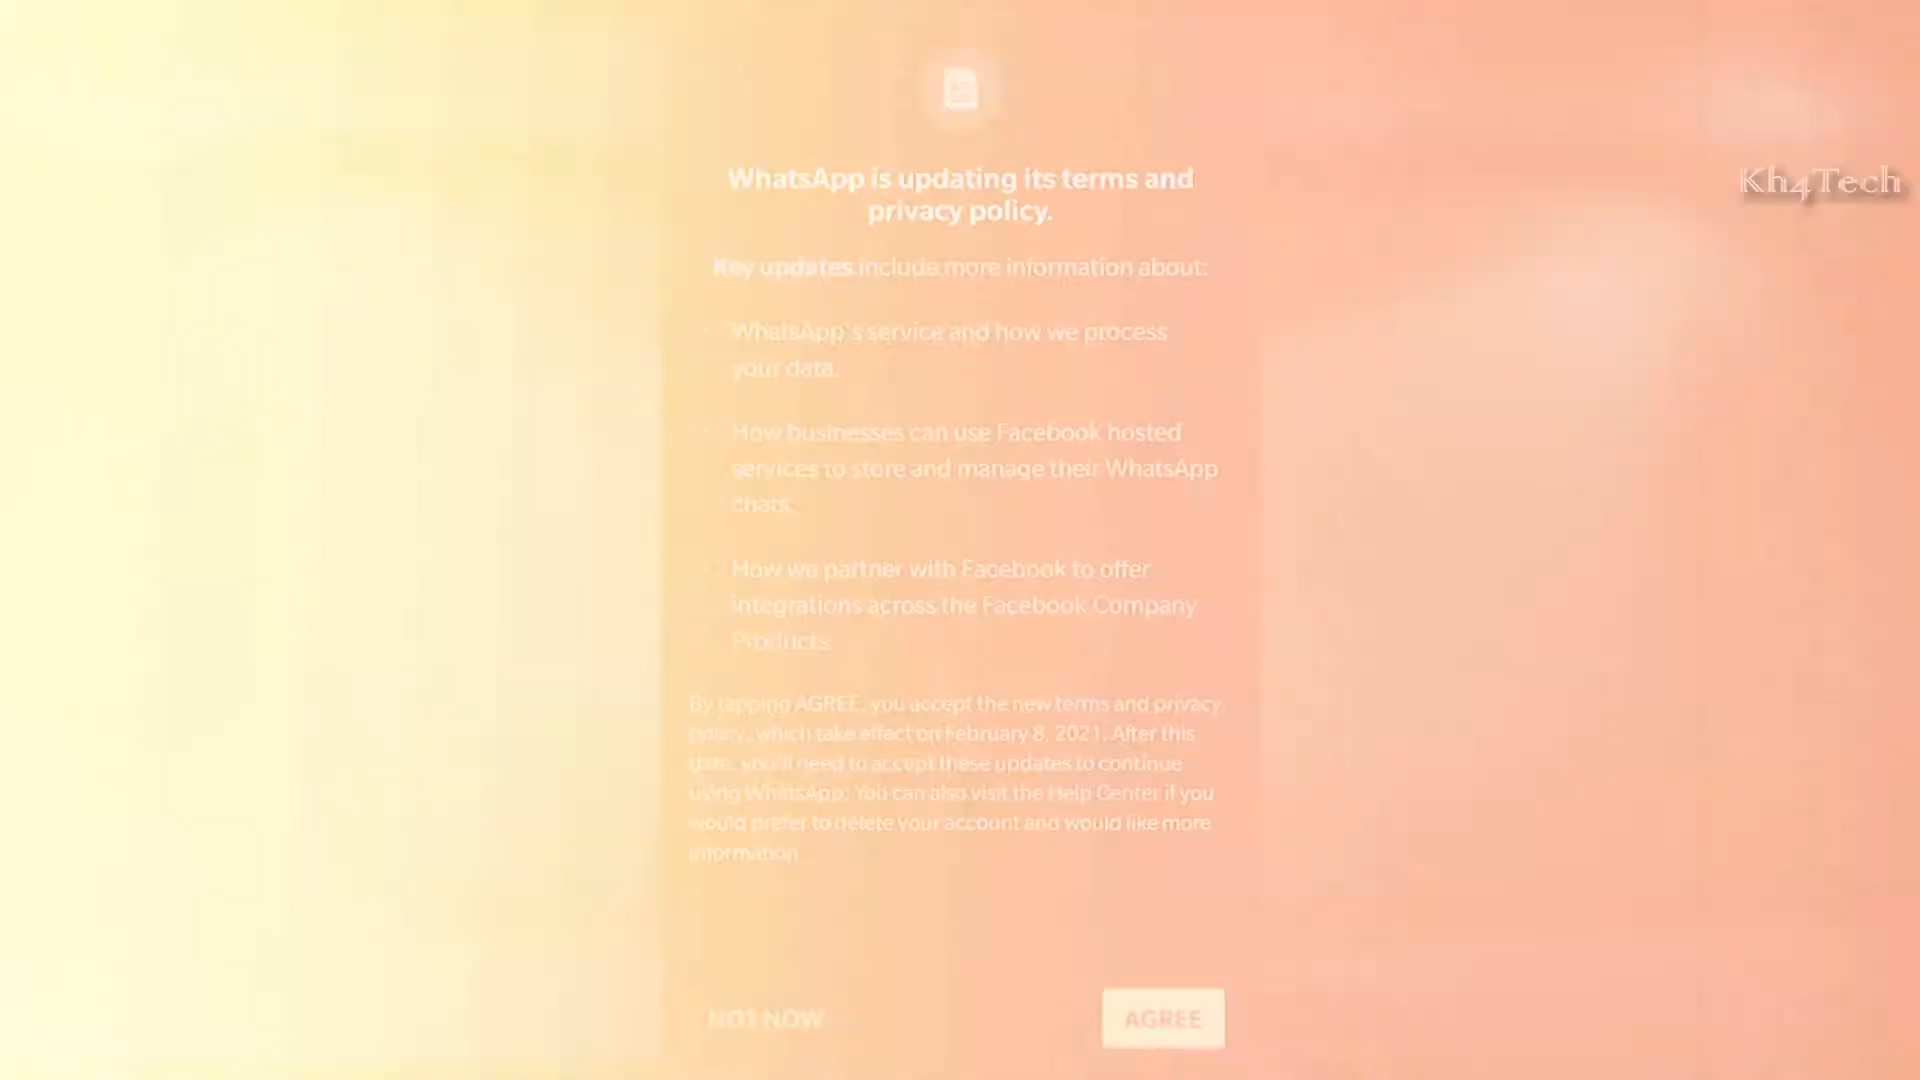 WhatsApp is updating its terms and
privacy policy.
Kh4Tech
Key updates include more information about:
WhatsApp's service and how we process
your data.
How businesses can use Facebook hosted
services to store and manage their WhatsApp
chats.
How we partner with Facebook to offer
integrations across the Facebook Company
Products.
By tapping AGREE, you accept the new terms and privacy
policy, which take effect on February 8, 2021. After this
date, you'll need to accept these updates to continue
using WhatsApp. You can also visit the Help Center if you
would prefer to delete your account and would like more
information.
NOT NOW
AGREE